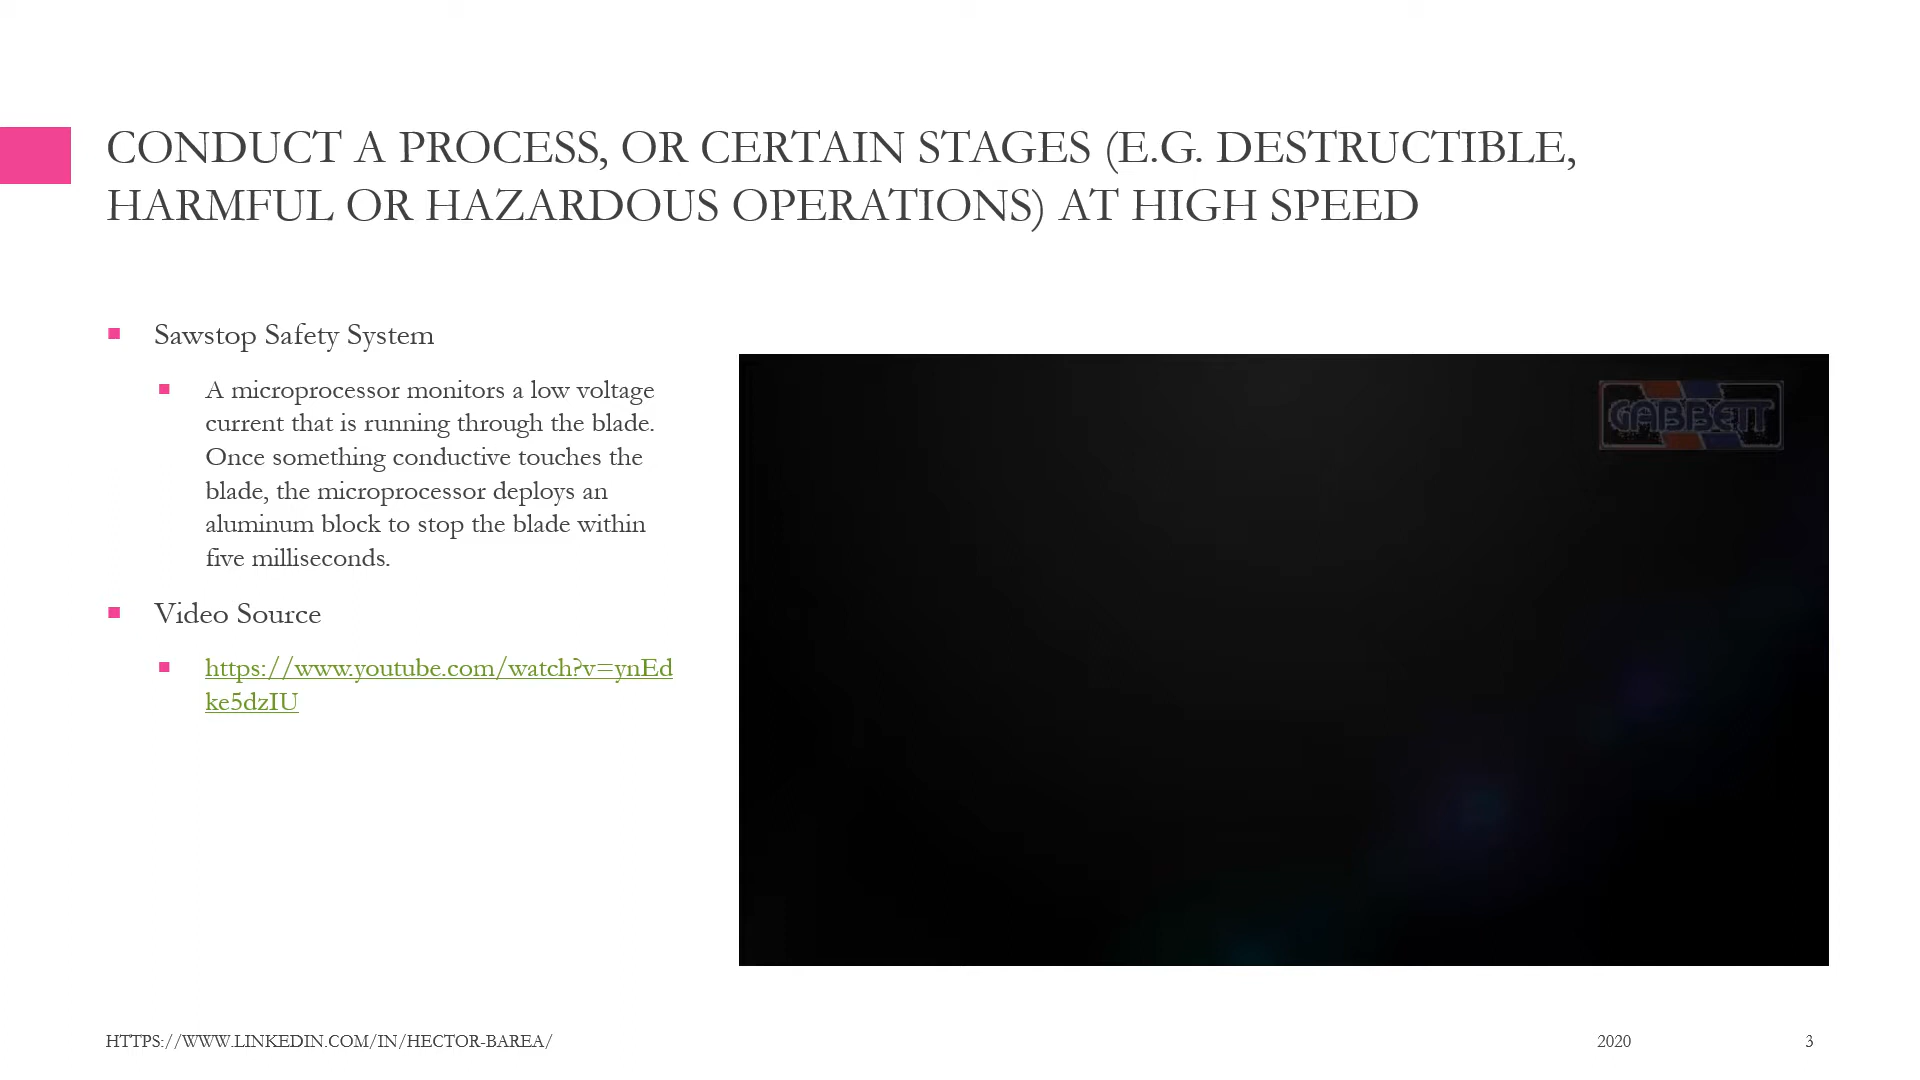 CONDUCT A PROCESS, OR CERTAIN STAGES (E.G. DESTRUCTIBLE,
HARMFUL OR HAZARDOUS OPERATIONS) AT HIGH SPEED
Sawstop Safety System
A microprocessor monitors a low voltage
current that is running through the blade.
Once something conductive touches the
blade, the microprocessor deploys an
aluminum block to stop the blade within
five milliseconds.
Video Source
https://www.youtube.com/watch?v=ynEd
ke5dzIU
GABBETT
HTTPS://WWW.LINKEDIN.COM/IN/HECTOR-BAREA/
2020
3